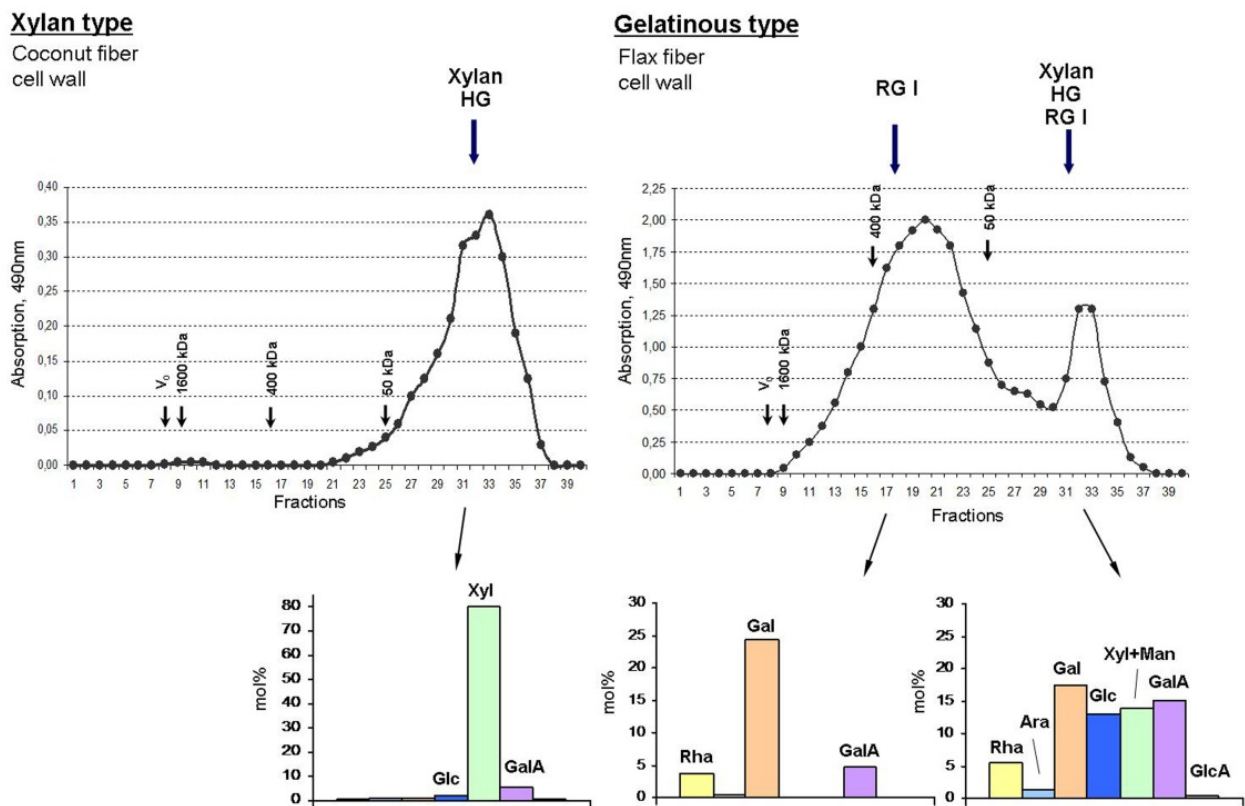 Xylan type
Coconut fiber
cell wall
Xylan
HG
0,40
0,35
0,30
0,25
0,20
0,15
0,10
0,05
0,00
Absorption, 490nm
V₀
1600 kDa
400 kDa
50 kDa
1 3 5 7 9 11 13 15 17 19 21 23 25 27 29 31 33 35 37 39
Fractions
80
70
60
50
40
30
20
10
0
mol%
Glc
Xyl
GalA
Gelatinous type
Flax fiber
cell wall
RG I
Xylan
HG
RG I
2,25
2,00
1,75
1,50
1,25
1,00
0,75
0,50
0,25
0,00
Absorption, 490nm
V₀
1600 kDa
400 kDa
50 kDa
1 3 5 7 9 11 13 15 17 19 21 23 25 27 29 31 33 35 37 39
Fractions
30
25
20
15
10
5
0
mol%
Rha
Gal
GalA
30
25
20
15
10
5
0
mol%
Rha
Ara
Gal
Glc
Xyl+Man
GalA
GlcA